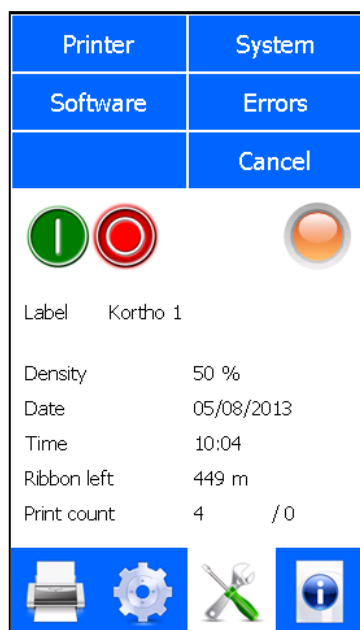 Printer System
Software Errors
Cancel
Label Kortho 1
Density 50 %
Date 05/08/2013
Time 10:04
Ribbon left 449 m
Print count 4 / 0